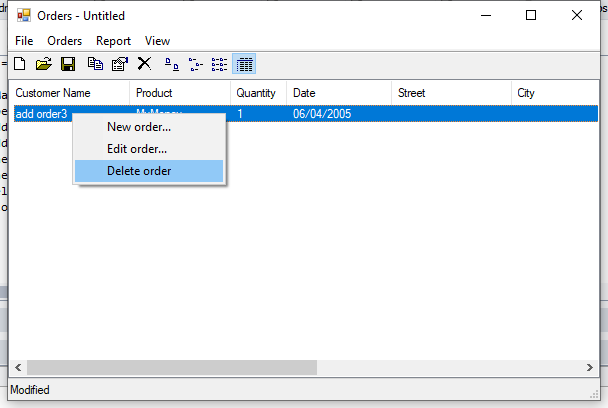 Orders - Untitled
File Orders Report View
Customer Name Product Quantity Date Street City
add order3 MyMoney 1 06/04/2005
New order...
Edit order...
Delete order
Modified